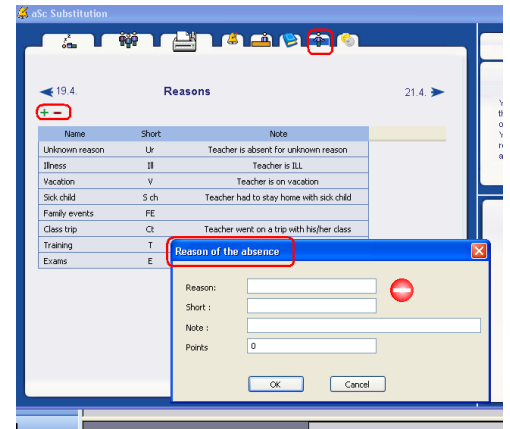 aSc Substitution
19.4. Reasons 21.4.
Name Short Note
Unknown reason Ur Teacher is absent for unknown reason
Illness Ill Teacher is ILL
Vacation V Teacher is on vacation
Sick child S ch Teacher had to stay home with sick child
Family events FE
Class trip Ct Teacher went on a trip with his/her class
Training T
Exams E
Reason of the absence
Reason:
Short :
Note :
Points 0
OK Cancel